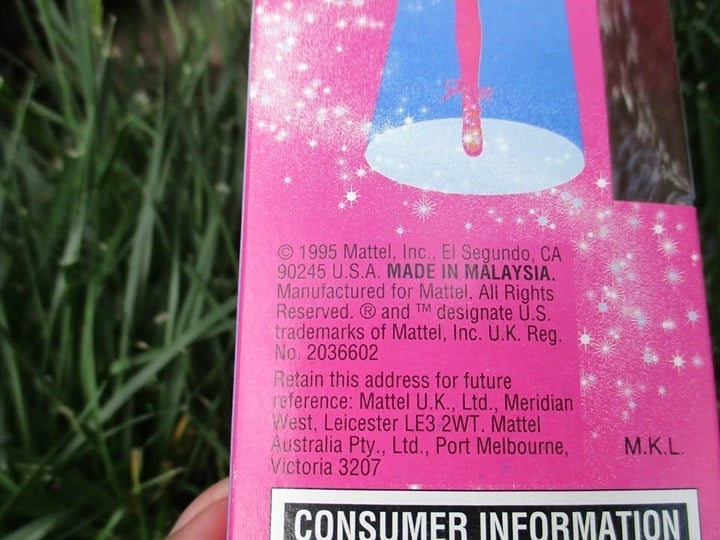 © 1995 Mattel, Inc., El Segundo, CA
90245 U.S.A. MADE IN MALAYSIA.
Manufactured for Mattel. All Rights
Reserved. ® and ™ designate U.S.
trademarks of Mattel, Inc. U.K. Reg.
No. 2036602
Retain this address for future
reference: Mattel U.K., Ltd., Meridian
West, Leicester LE3 2WT. Mattel
Australia Pty., Ltd., Port Melbourne,
Victoria 3207
M.K.L.
CONSUMER INFORMATION